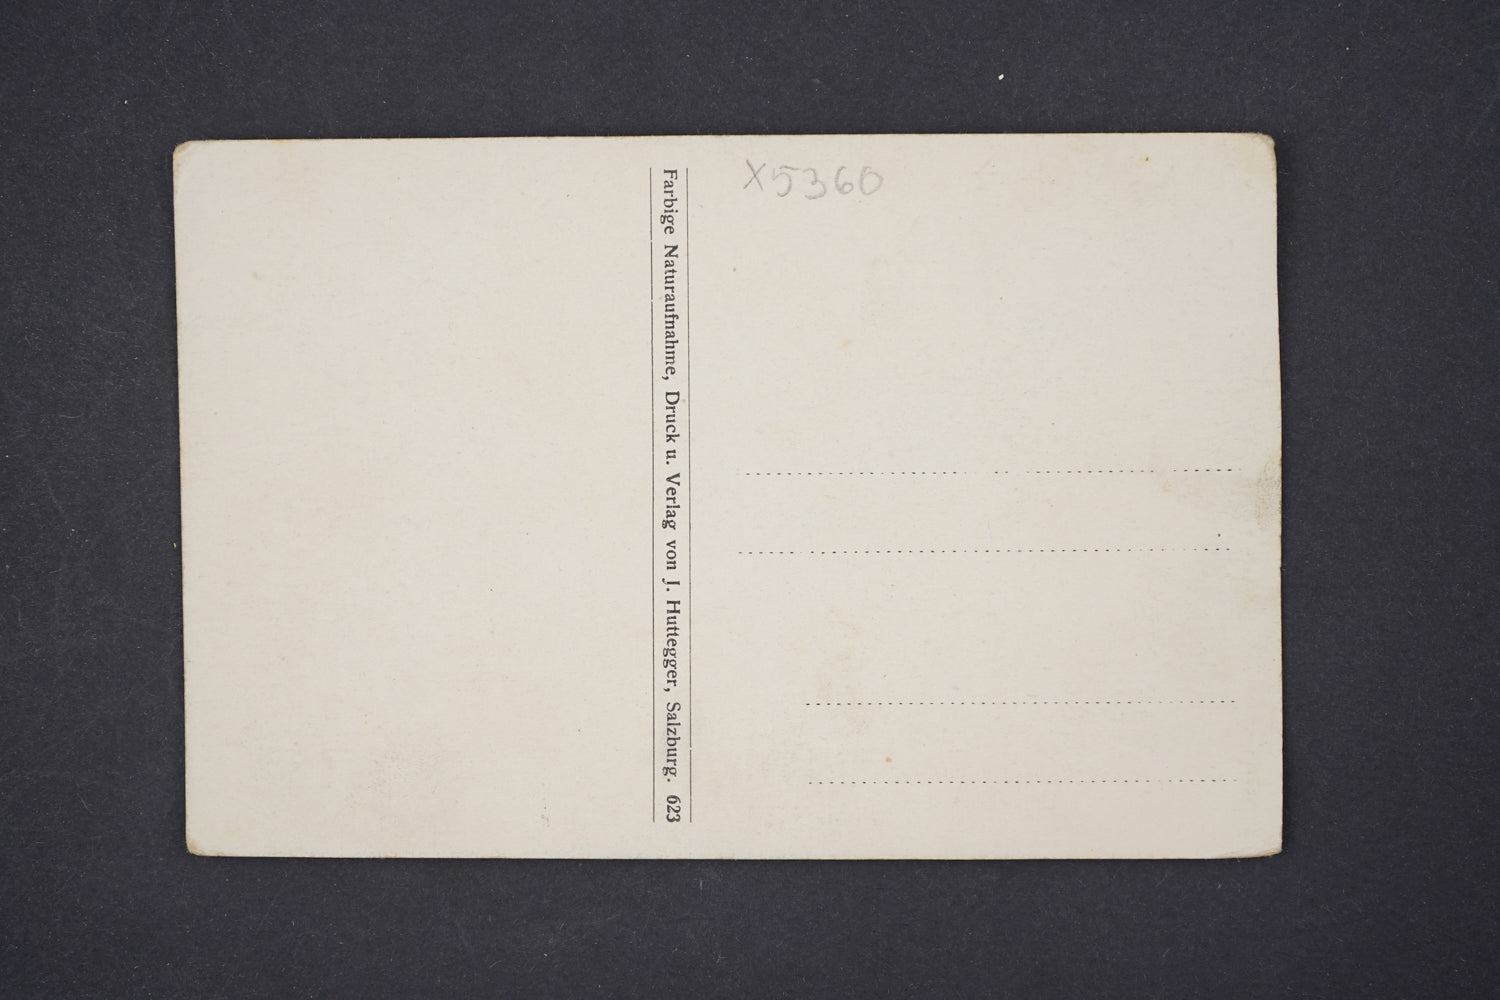 Farbige Naturaufnahme, Druck u. Verlag von J. Huttegger, Salzburg. 623
X5360